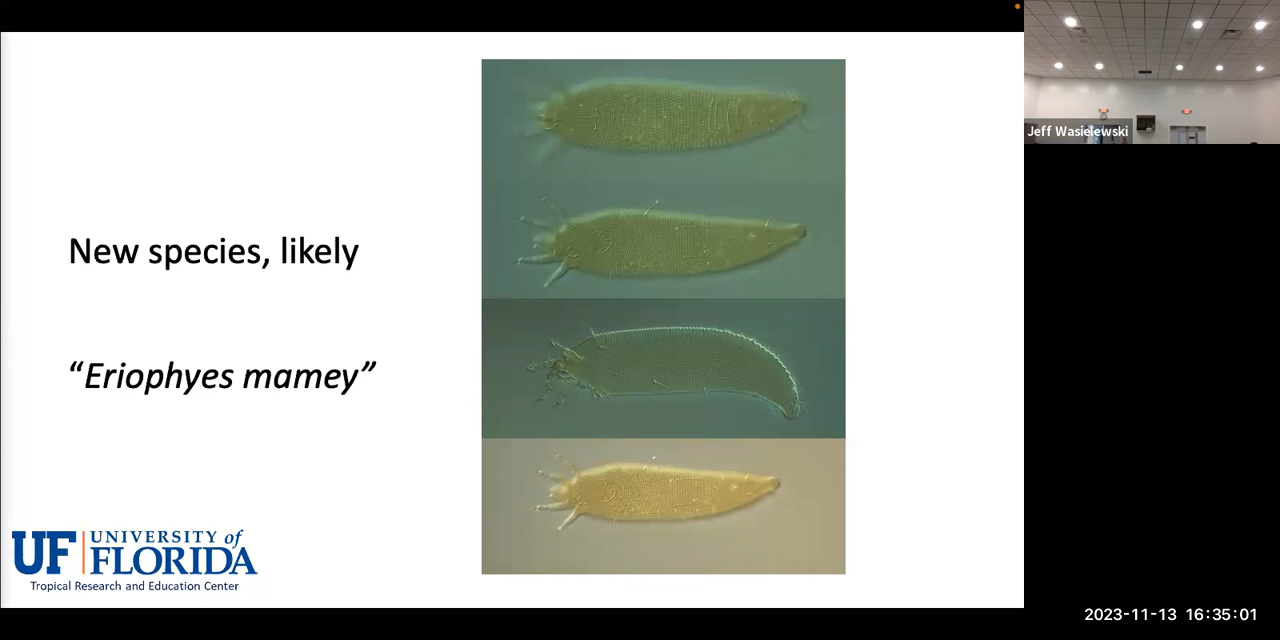 New species, likely
“Eriophyes mamey”
UF UNIVERSITY of FLORIDA
Tropical Research and Education Center
Jeff Wasielewski
2023-11-13 16:35:01